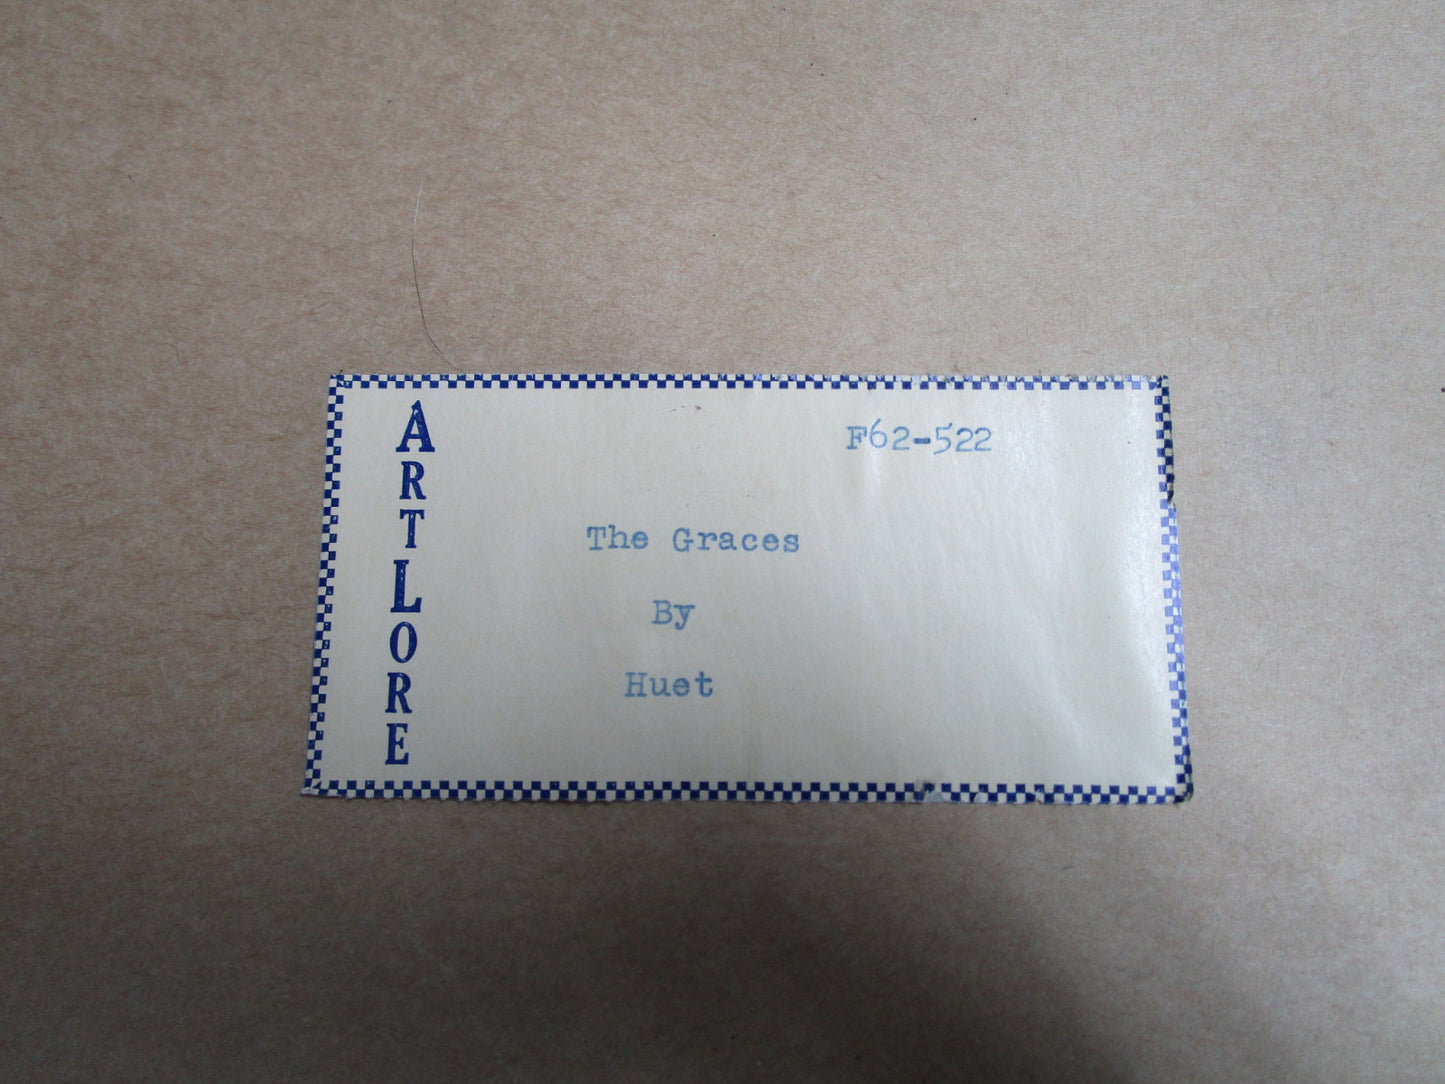 ARTLORE
F62-522
The Graces
By
Huet